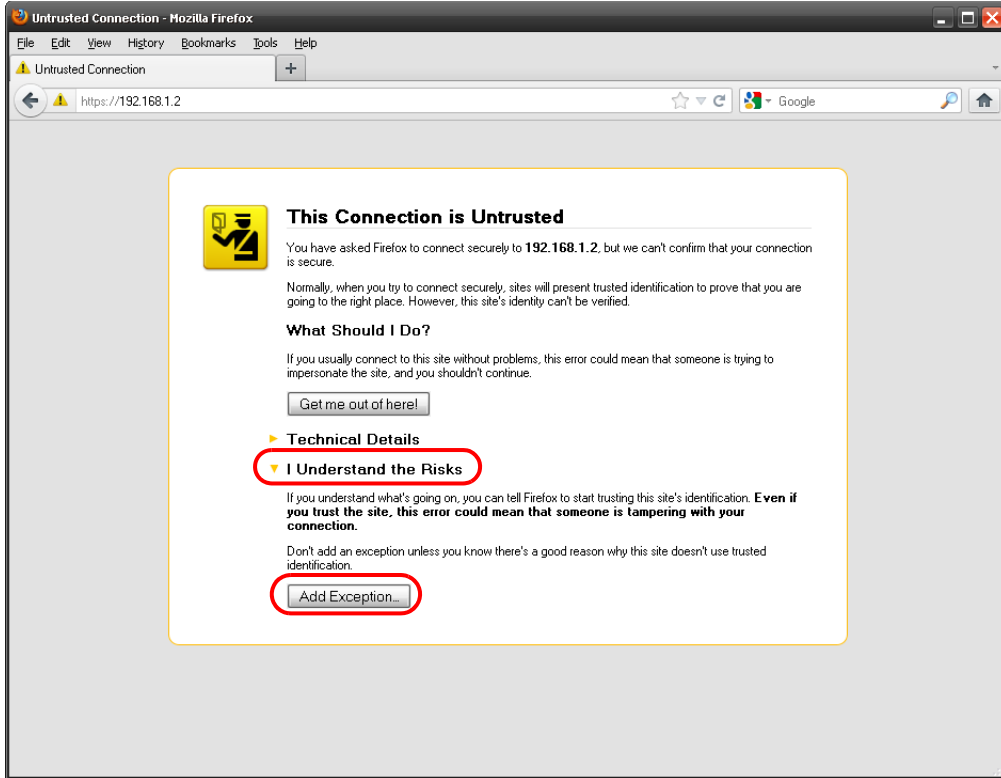 Untrusted Connection - Mozilla Firefox
File Edit View History Bookmarks Tools Help
Untrusted Connection +
https://192.168.1.2 Google
This Connection is Untrusted
You have asked Firefox to connect securely to 192.168.1.2, but we can't confirm that your connection
is secure.
Normally, when you try to connect securely, sites will present trusted identification to prove that you are
going to the right place. However, this site's identity can't be verified.
What Should I Do?
If you usually connect to this site without problems, this error could mean that someone is trying to
impersonate the site, and you shouldn't continue.
Get me out of here!
Technical Details
I Understand the Risks
If you understand what's going on, you can tell Firefox to start trusting this site's identification. Even if
you trust the site, this error could mean that someone is tampering with your
connection.
Don't add an exception unless you know there's a good reason why this site doesn't use trusted
identification.
Add Exception...